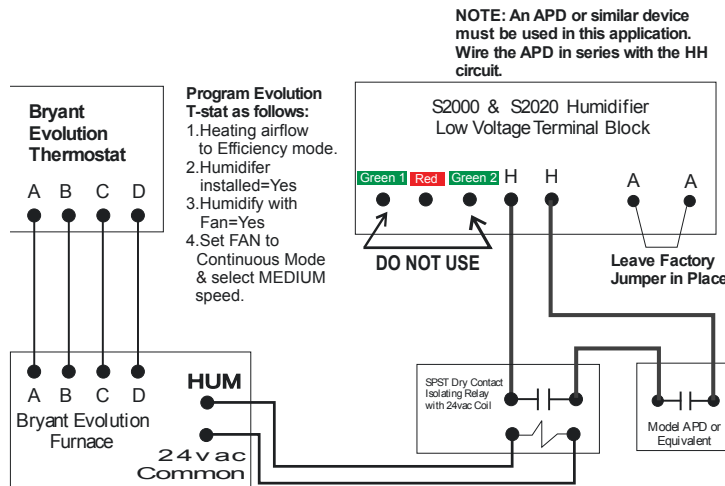 NOTE: An APD or similar device
must be used in this application.
Wire the APD in series with the HH
circuit.
Bryant
Evolution
Thermostat
A B C D
Program Evolution
T-stat as follows:
1.Heating airflow
to Efficiency mode.
2.Humidifer
installed=Yes
3.Humidify with
Fan=Yes
4.Set FAN to
Continuous Mode
& select MEDIUM
speed.
S2000 & S2020 Humidifier
Low Voltage Terminal Block
Green 1 Red Green 2 H H A A
DO NOT USE
Leave Factory
Jumper in Place
A B C D
Bryant Evolution
Furnace
HUM
24vac
Common
SPST Dry Contact
Isolating Relay
with 24vac Coil
Model APD or
Equivalent